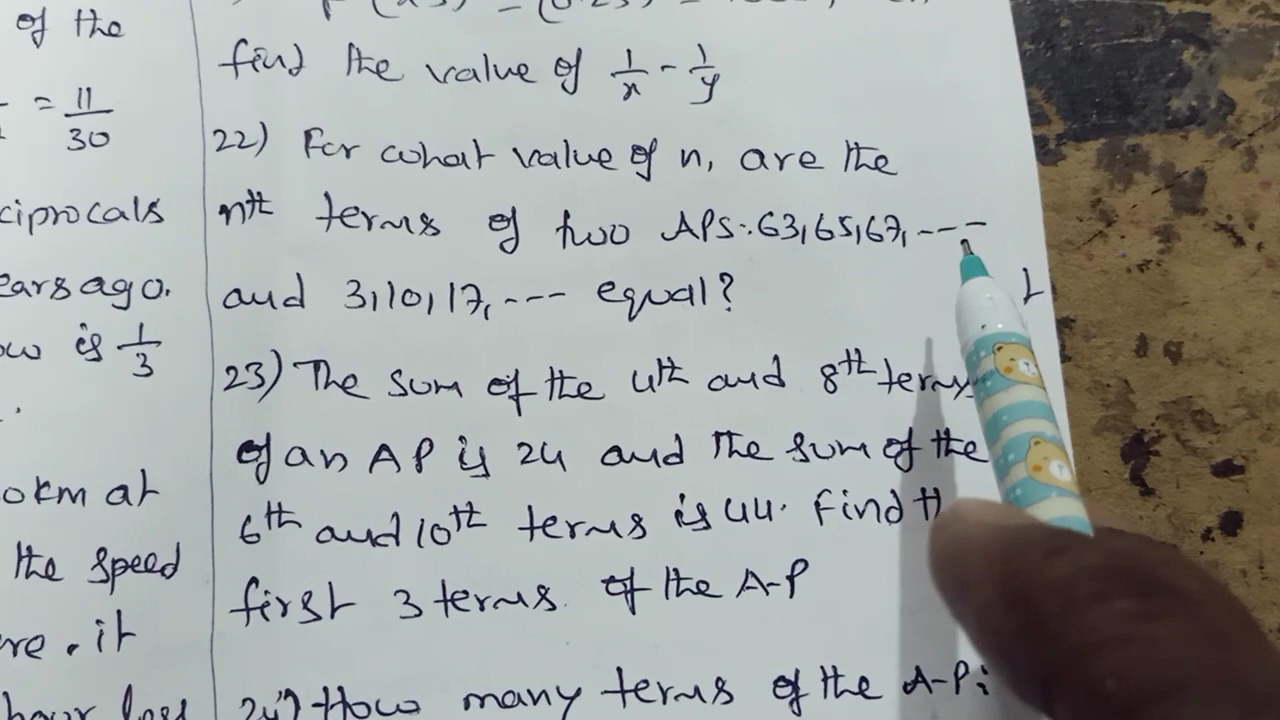 of the
= 11/30
ciprocals
ears ago.
ow is 1/3
okm at
the speed
re. it
hour less
find the value of 1/x - 1/y
22) For what value of n, are the
nth terms of two APs: 63,65,67,---
and 3,10,17,--- equal?
23) The sum of the 4th and 8th terms
of an AP is 24 and the sum of the
6th and 10th terms is 44. Find th
first 3 terms of the A-P
24) How many terms of the A-P: